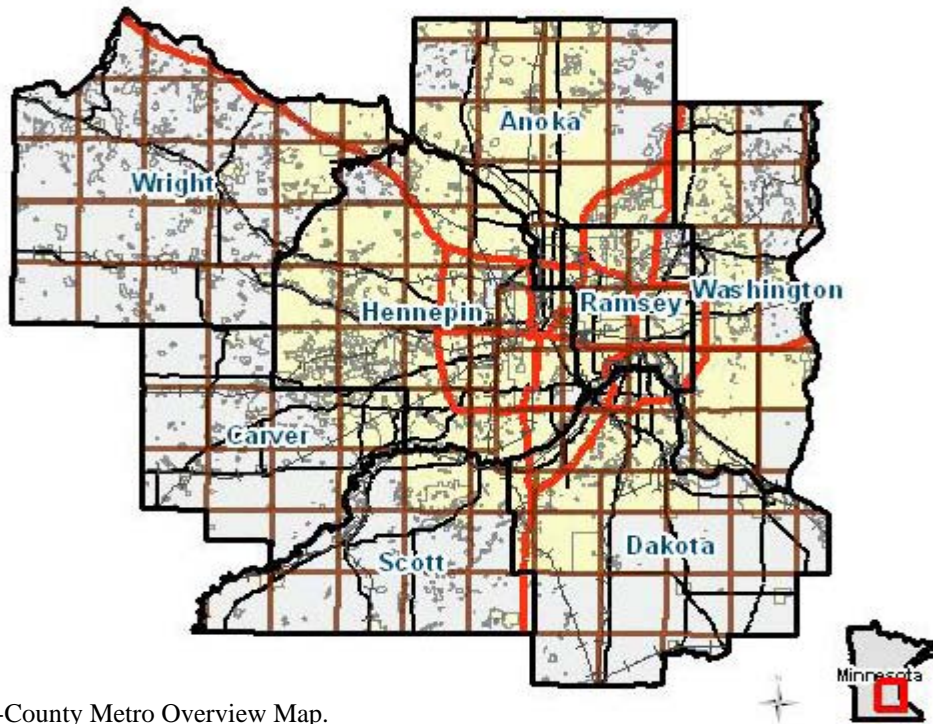 Anoka
Wright
Hennepin
Ramsey
Washington
Carver
Scott
Dakota
Minnesota
-County Metro Overview Map.